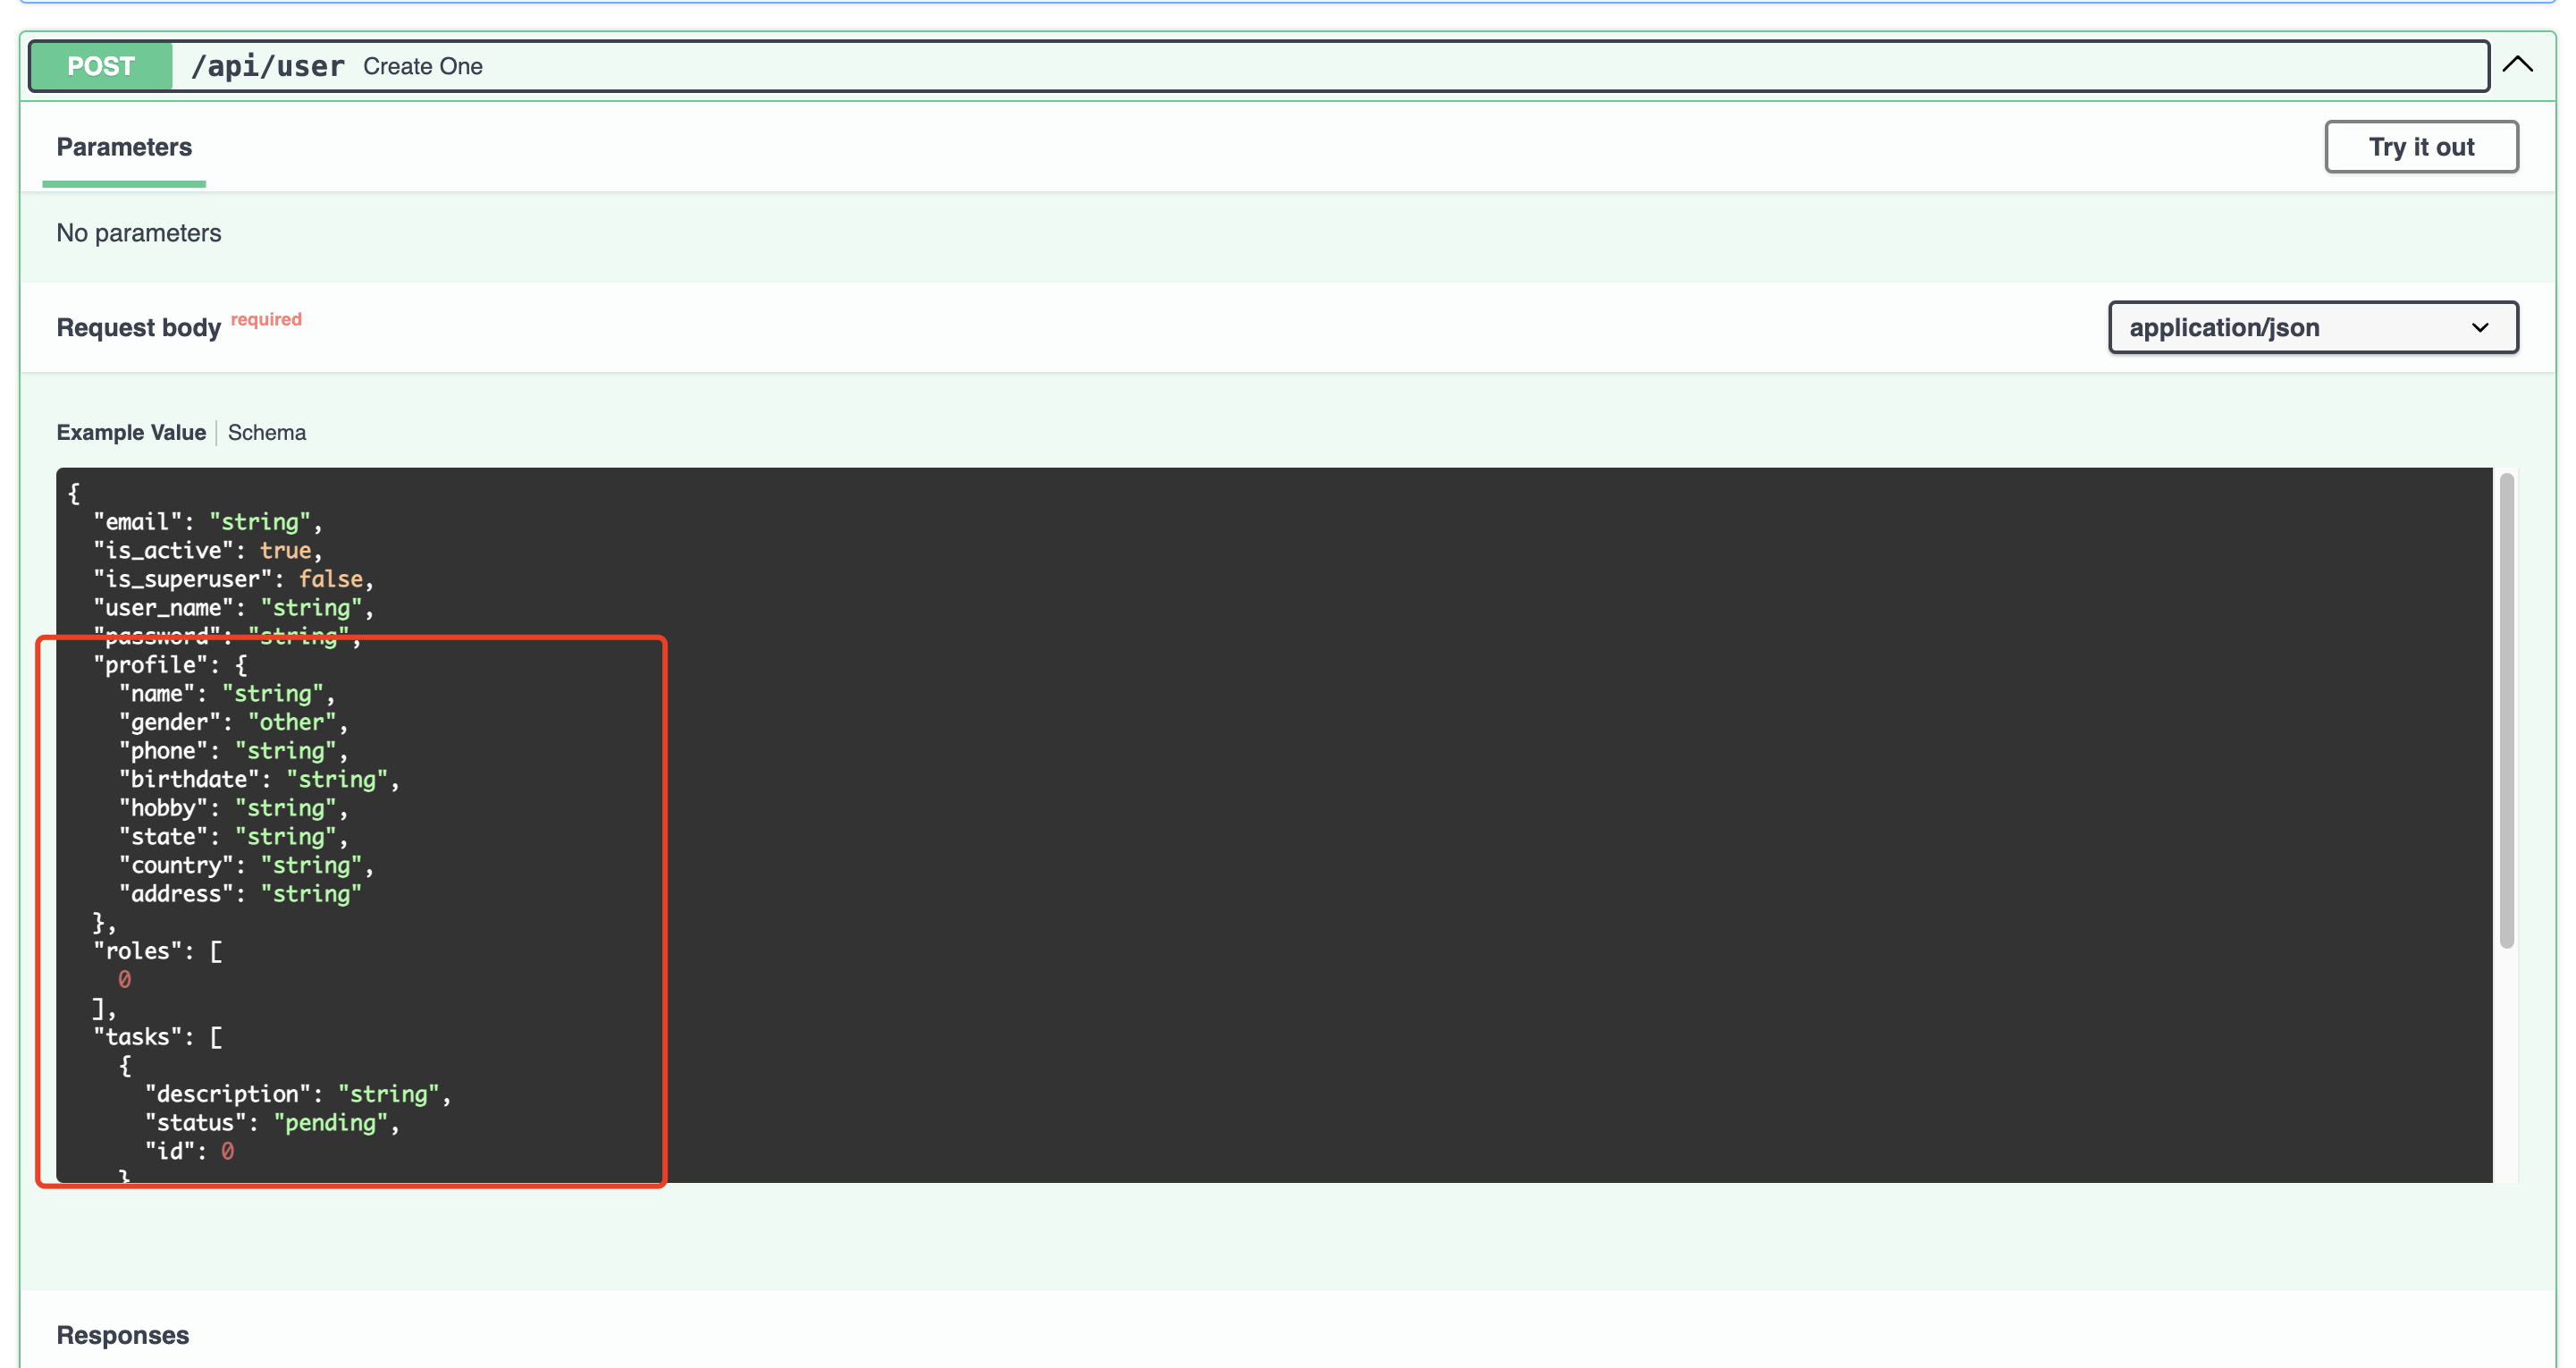 POST /api/user Create One
Parameters
Try it out
No parameters
Request body required
application/json
Example Value Schema
{
  "email": "string",
  "is_active": true,
  "is_superuser": false,
  "user_name": "string",
  "password": "string",
  "profile": {
    "name": "string",
    "gender": "other",
    "phone": "string",
    "birthdate": "string",
    "hobby": "string",
    "state": "string",
    "country": "string",
    "address": "string"
  },
  "roles": [
    0
  ],
  "tasks": [
    {
      "description": "string",
      "status": "pending",
      "id": 0
    }
Responses